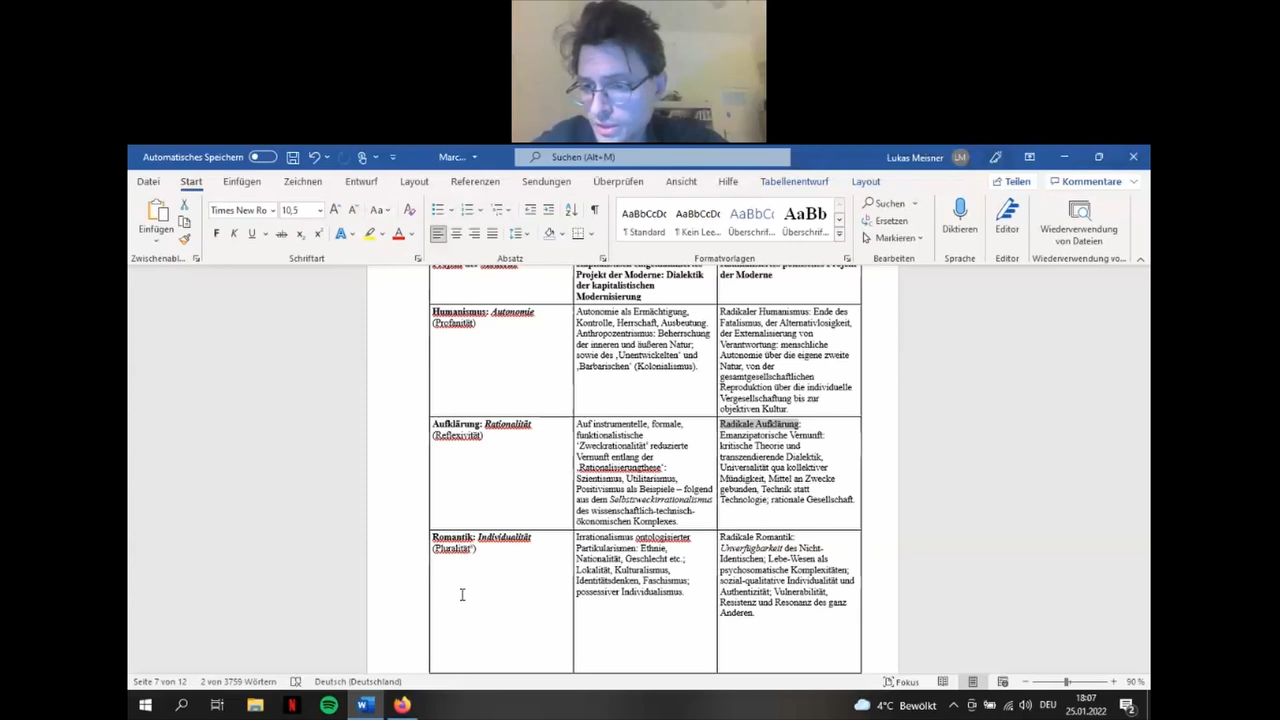 Automatisches Speichern
Marc...
Suchen (Alt+M)
Lukas Meisner
LM
Datei
Start
Einfügen
Zeichnen
Entwurf
Layout
Referenzen
Sendungen
Überprüfen
Ansicht
Hilfe
Tabellenentwurf
Layout
Teilen
Kommentare
Einfügen
Times New Ro
10,5
Aa
F K U ab x x
AaBbCcDc
AaBbCcDc
AaBbCc
AaBb
¶ Standard
¶ Kein Lee...
Überschrif...
Überschrif...
Suchen
Ersetzen
Markieren
Diktieren
Editor
Wiederverwendung
von Dateien
Zwischenabl...
Schriftart
Absatz
Formatvorlagen
Bearbeiten
Sprache
Editor
Wiederverwendung vo...
Projekt der Moderne: Dialektik
der kapitalistischen
Modernisierung
der Moderne
Humanismus: Autonomie
(Profanität)
Autonomie als Ermächtigung,
Kontrolle, Herrschaft, Ausbeutung.
Anthropozentrismus: Beherrschung
der inneren und äußeren Natur;
sowie des ‚Unentwickelten' und
‚Barbarischen' (Kolonialismus).
Radikaler Humanismus: Ende des
Fatalismus, der Alternativlosigkeit,
der Externalisierung von
Verantwortung: menschliche
Autonomie über die eigene zweite
Natur, von der
gesamtgesellschaftlichen
Reproduktion über die individuelle
Vergesellschaftung bis zur
objektiven Kultur.
Aufklärung: Rationalität
(Reflexivität)
Auf instrumentelle, formale,
funktionalistische
'Zweckrationalität' reduzierte
Vernunft entlang der
‚Rationalisierungthese':
Szientismus, Utilitarismus,
Positivismus als Beispiele – folgend
aus dem Selbstzweckirrationalismus
des wissenschaftlich-technisch-
ökonomischen Komplexes.
Radikale Aufklärung:
Emanzipatorische Vernunft:
kritische Theorie und
transzendierende Dialektik,
Universalität qua kollektiver
Mündigkeit, Mittel an Zwecke
gebunden, Technik statt
Technologie; rationale Gesellschaft.
Romantik: Individualität
(Pluralität)
Irrationalismus ontologisierter
Partikularismen: Ethnie,
Nationalität, Geschlecht etc.;
Lokalität, Kulturalismus,
Identitätsdenken, Faschismus;
possessiver Individualismus.
Radikale Romantik:
Unverfügbarkeit des Nicht-
Identischen; Lebe-Wesen als
psychosomatische Komplexitäten;
sozial-qualitative Individualität und
Authentizität; Vulnerabilität,
Resistenz und Resonanz des ganz
Anderen.
Seite 7 von 12
2 von 3759 Wörtern
Deutsch (Deutschland)
Fokus
90 %
4°C Bewölkt
DEU
18:07
25.01.2022
2